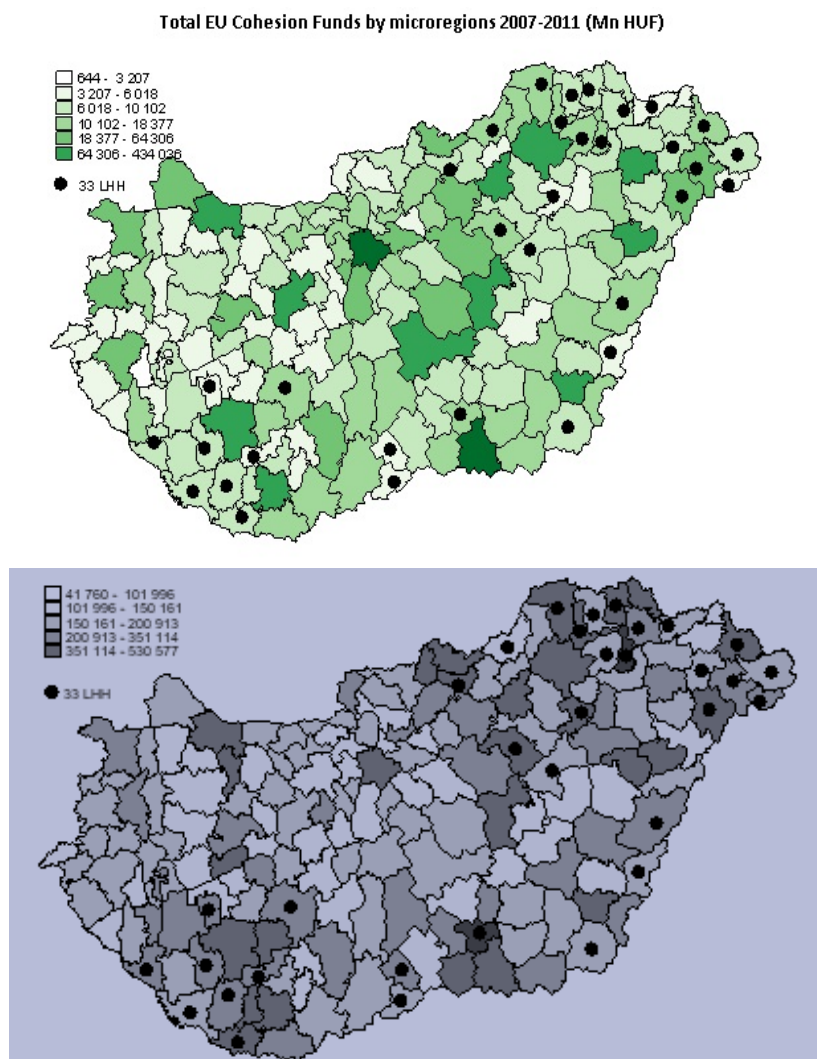 Total EU Cohesion Funds by microregions 2007-2011 (Mn HUF)
644 - 3 207
3 207 - 6 018
6 018 - 10 102
10 102 - 18 377
18 377 - 64 306
64 306 - 434 036
33 LHH
41 760 - 101 996
101 996 - 150 161
150 161 - 200 913
200 913 - 351 114
351 114 - 530 577
33 LHH